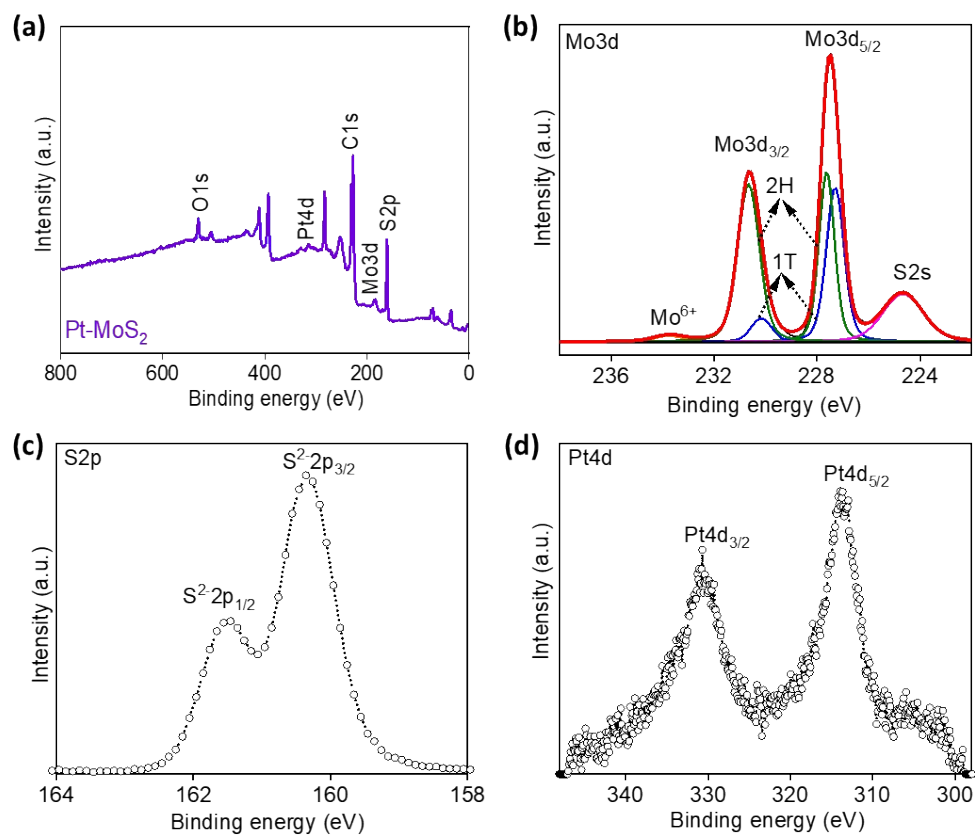 (a)
Intensity (a.u.)
O1s
Pt4d
Mo3d
C1s
S2p
Pt-MoS₂
800 600 400 200 0
Binding energy (eV)
(b)
Mo3d
Intensity (a.u.)
Mo3d₅/₂
Mo3d₃/₂
2H
1T
S2s
Mo⁶⁺
236 230 227 224
Binding energy (eV)
(c)
S2p
Intensity (a.u.)
S²⁻2p₃/₂
S²⁻2p₁/₂
164 162 160 158
Binding energy (eV)
(d)
Pt4d
Intensity (a.u.)
Pt4d₅/₂
Pt4d₃/₂
340 330 320 310 300
Binding energy (eV)